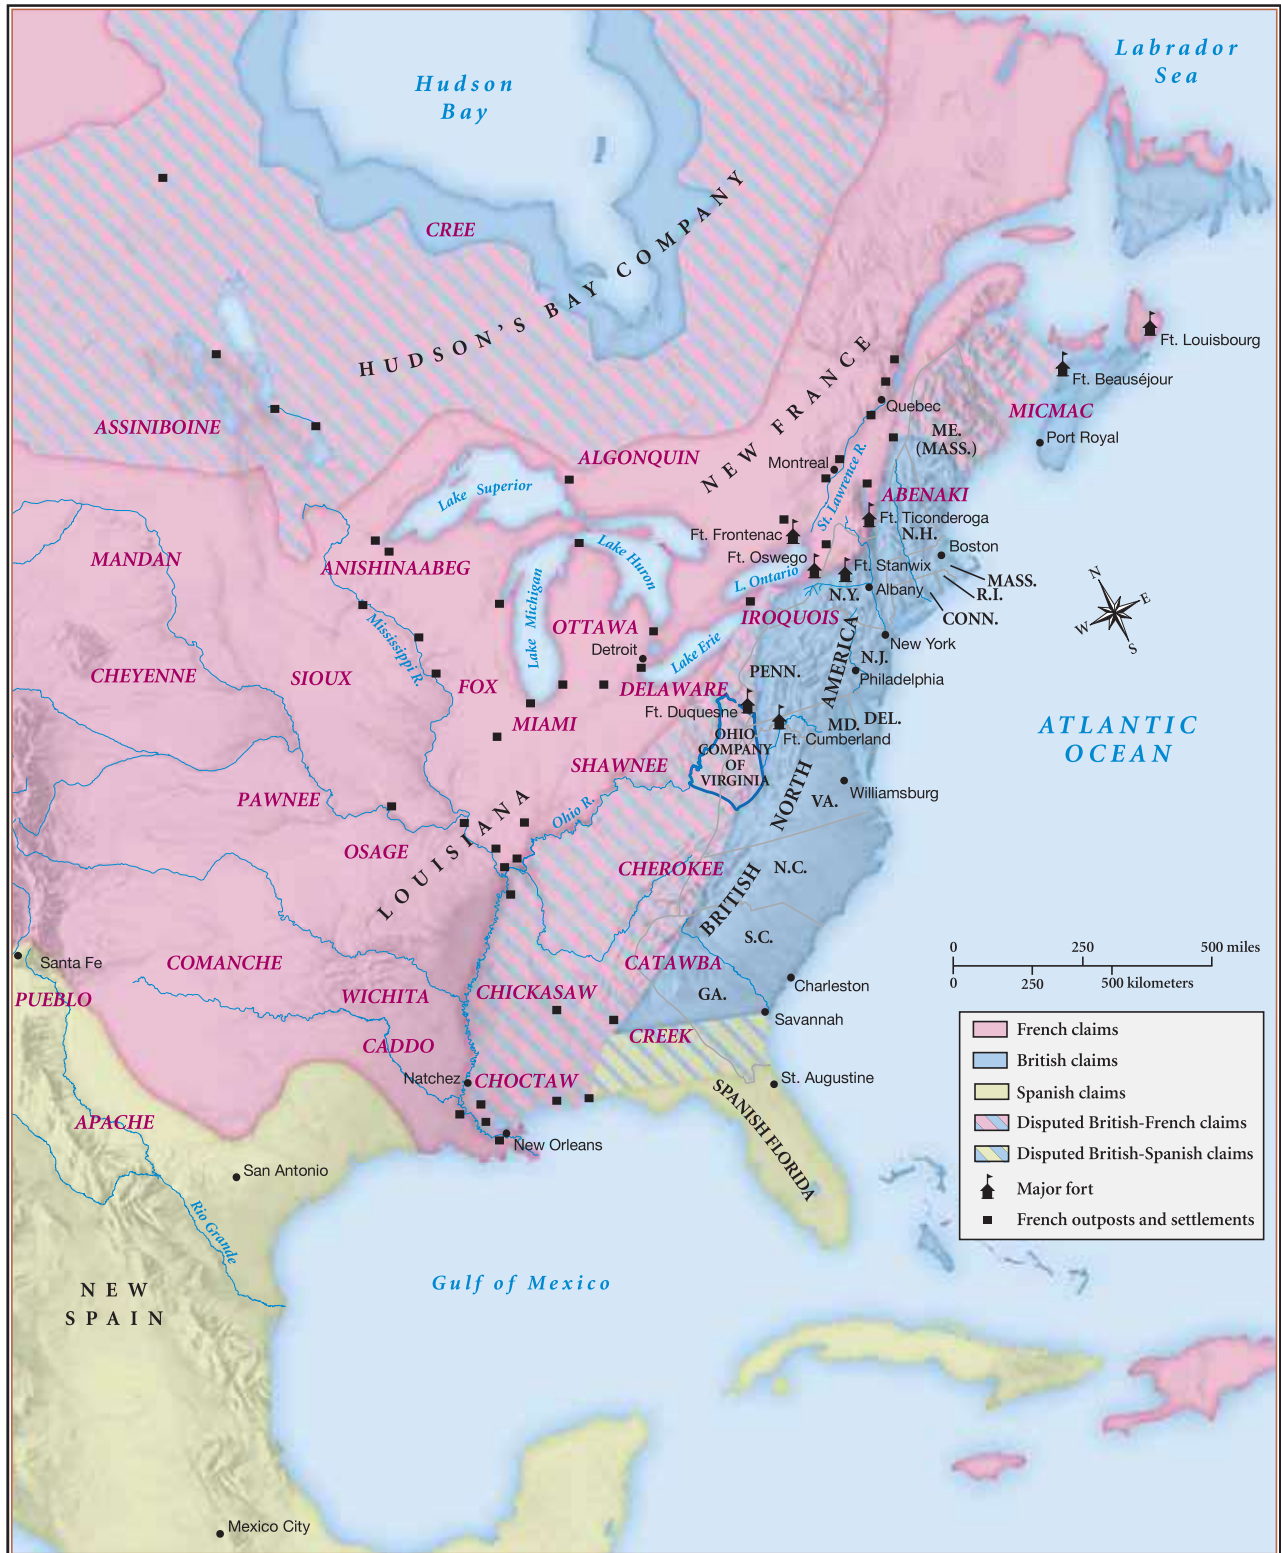 Labrador
Sea
Hudson
Bay
CREE
HUDSON'S BAY COMPANY
Ft. Louisbourg
Ft. Beauséjour
NEW FRANCE
Quebec
MICMAC
ME.
(MASS.)
Port Royal
ASSINIBOINE
ALGONQUIN
Montreal
St. Lawrence R.
Lake Superior
ABENAKI
Ft. Ticonderoga
Ft. Frontenac
N.H.
Boston
Lake Huron
Ft. Oswego
Ft. Stanwix
MANDAN
ANISHINAABEG
L. Ontario
MASS.
R.I.
Albany
N.Y.
CONN.
N
E
W
S
Mississippi R.
Lake Michigan
OTTAWA
IROQUOIS
Detroit
Lake Erie
New York
N.J.
CHEYENNE
SIOUX
FOX
DELAWARE
PENN.
Philadelphia
MIAMI
Ft. Duquesne
MD.
DEL.
Ft. Cumberland
ATLANTIC
OCEAN
OHIO
COMPANY
OF
VIRGINIA
SHAWNEE
Williamsburg
VA.
PAWNEE
Ohio R.
BRITISH NORTH AMERICA
LOUISIANA
OSAGE
CHEROKEE
N.C.
S.C.
Santa Fe
COMANCHE
CATAWBA
PUEBLO
WICHITA
CHICKASAW
GA.
Charleston
Savannah
CADDO
CREEK
Natchez
CHOCTAW
St. Augustine
SPANISH FLORIDA
APACHE
New Orleans
San Antonio
Rio Grande
NEW
SPAIN
Gulf of Mexico
Mexico City
0 250 500 miles
0 250 500 kilometers
French claims
British claims
Spanish claims
Disputed British-French claims
Disputed British-Spanish claims
Major fort
French outposts and settlements